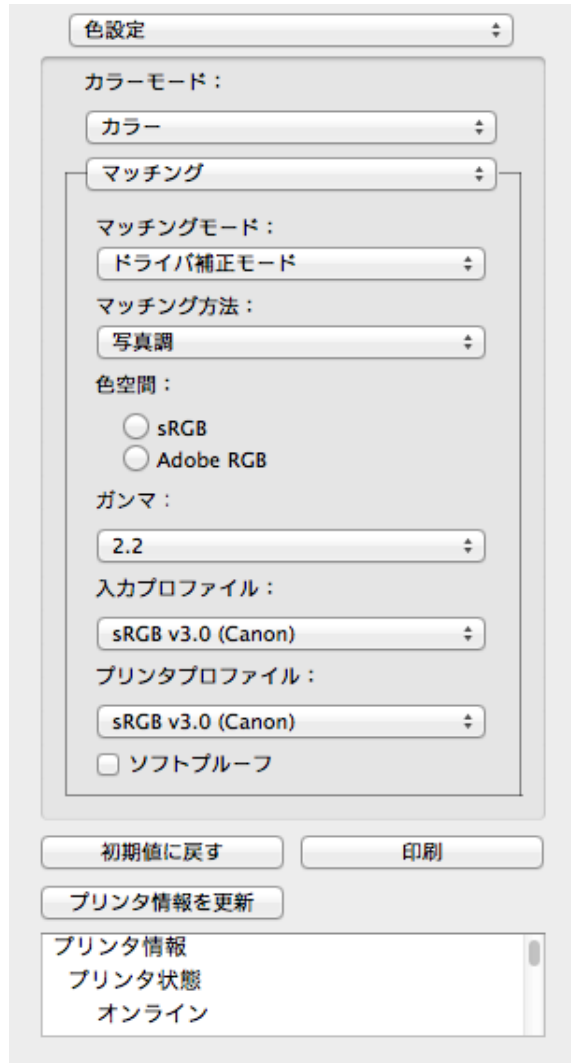 色設定
カラーモード：
カラー
マッチング
マッチングモード：
ドライバ補正モード
マッチング方法：
写真調
色空間：
sRGB
Adobe RGB
ガンマ：
2.2
入力プロファイル：
sRGB v3.0 (Canon)
プリンタプロファイル：
sRGB v3.0 (Canon)
ソフトプルーフ
初期値に戻す 印刷
プリンタ情報を更新
プリンタ情報
プリンタ状態
オンライン